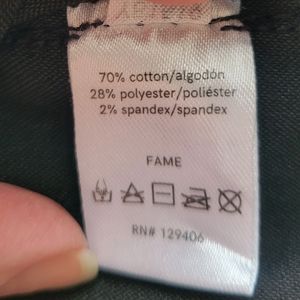 70% cotton/algodón
28% polyester/poliéster
2% spandex/spandex
FAME
RN# 129406